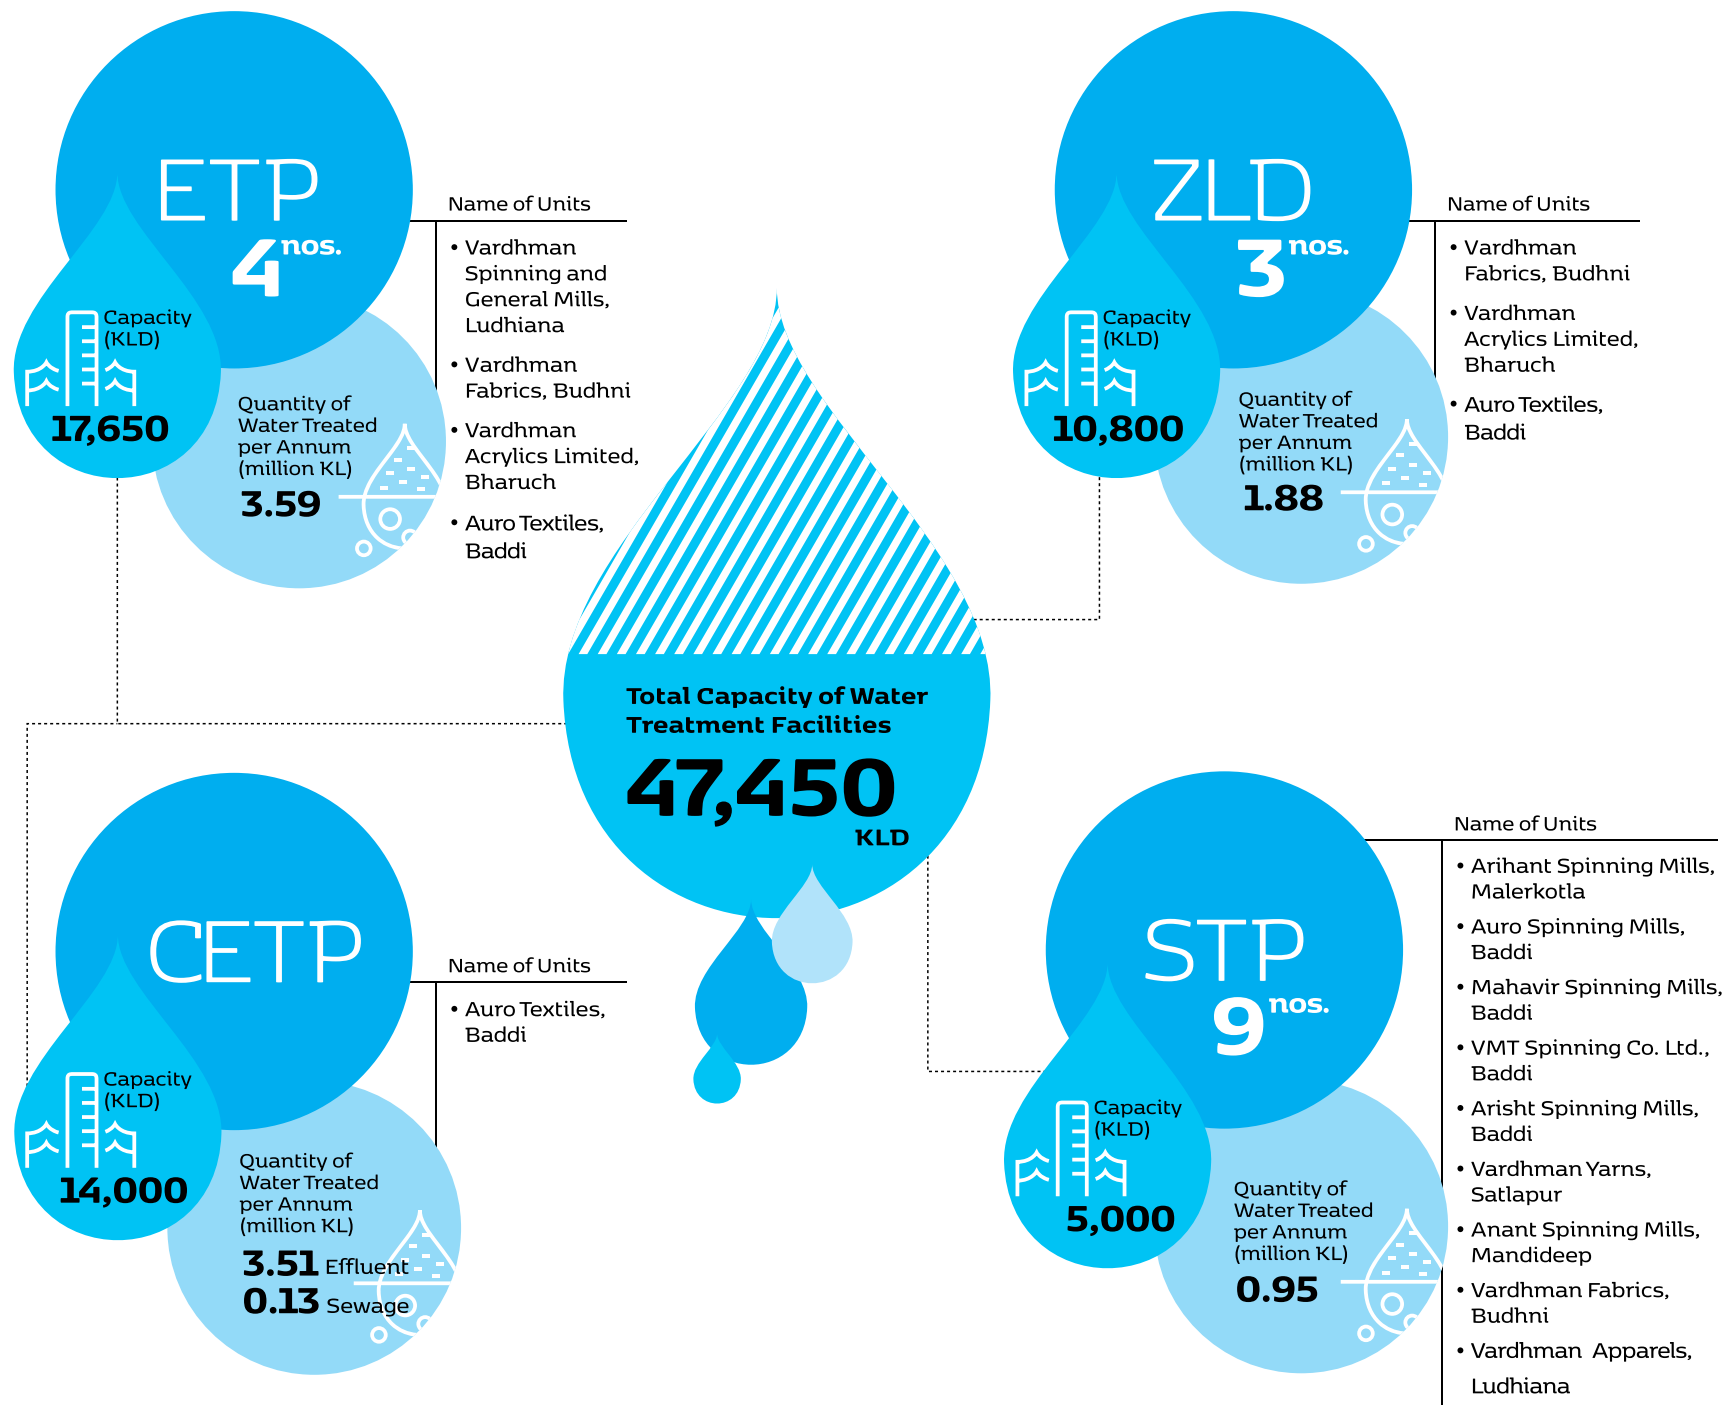 ETP
4 nos.
Capacity
(KLD)
17,650
Quantity of
Water Treated
per Annum
(million KL)
3.59
Name of Units
• Vardhman
Spinning and
General Mills,
Ludhiana
• Vardhman
Fabrics, Budhni
• Vardhman
Acrylics Limited,
Bharuch
• Auro Textiles,
Baddi
ZLD
3 nos.
Capacity
(KLD)
10,800
Quantity of
Water Treated
per Annum
(million KL)
1.88
Name of Units
• Vardhman
Fabrics, Budhni
• Vardhman
Acrylics Limited,
Bharuch
• Auro Textiles,
Baddi
Total Capacity of Water
Treatment Facilities
47,450
KLD
CETP
Capacity
(KLD)
14,000
Quantity of
Water Treated
per Annum
(million KL)
3.51 Effluent
0.13 Sewage
Name of Units
• Auro Textiles,
Baddi
STP
9 nos.
Capacity
(KLD)
5,000
Quantity of
Water Treated
per Annum
(million KL)
0.95
Name of Units
• Arihant Spinning Mills,
Malerkotla
• Auro Spinning Mills,
Baddi
• Mahavir Spinning Mills,
Baddi
• VMT Spinning Co. Ltd.,
Baddi
• Arisht Spinning Mills,
Baddi
• Vardhman Yarns,
Satlapur
• Anant Spinning Mills,
Mandideep
• Vardhman Fabrics,
Budhni
• Vardhman Apparels,
Ludhiana